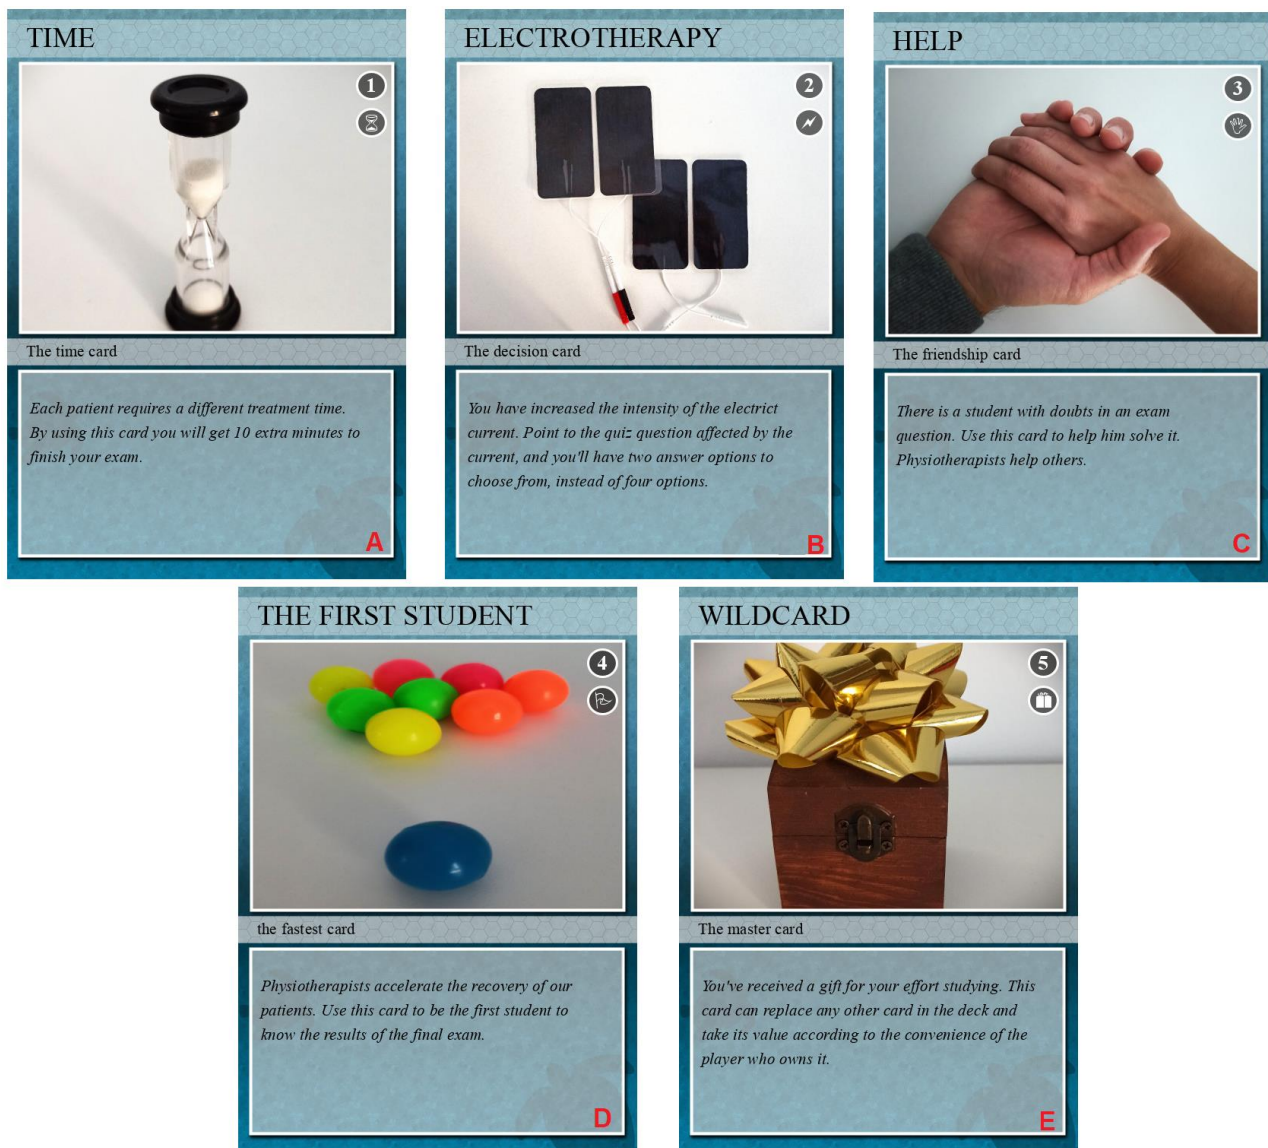 TIME
1
The time card
Each patient requires a different treatment time.
By using this card you will get 10 extra minutes to
finish your exam.
A
ELECTROTHERAPY
2
The decision card
You have increased the intensity of the electrict
current. Point to the quiz question affected by the
current, and you'll have two answer options to
choose from, instead of four options.
B
HELP
3
The friendship card
There is a student with doubts in an exam
question. Use this card to help him solve it.
Physiotherapists help others.
C
THE FIRST STUDENT
4
the fastest card
Physiotherapists accelerate the recovery of our
patients. Use this card to be the first student to
know the results of the final exam.
D
WILDCARD
5
The master card
You've received a gift for your effort studying. This
card can replace any other card in the deck and
take its value according to the convenience of the
player who owns it.
E